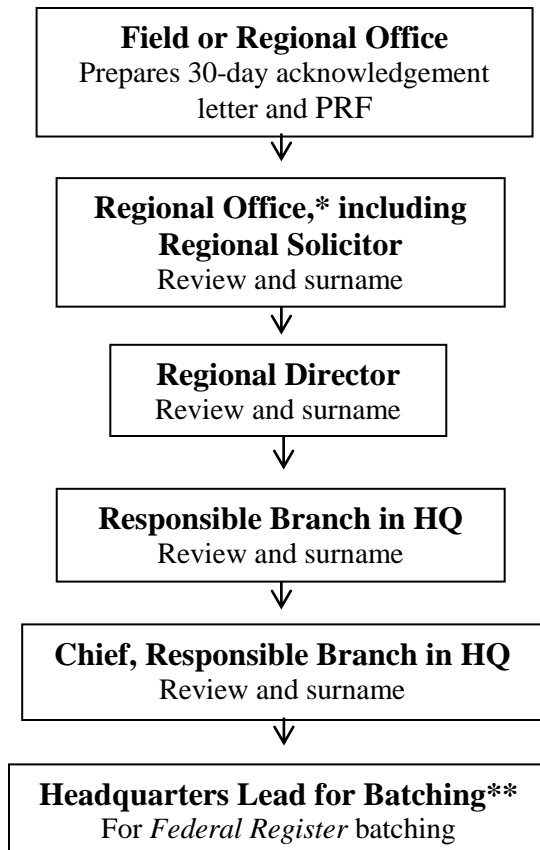 Field or Regional Office
Prepares 30-day acknowledgement
letter and PRF
Regional Office,* including
Regional Solicitor
Review and surname
Regional Director
Review and surname
Responsible Branch in HQ
Review and surname
Chief, Responsible Branch in HQ
Review and surname
Headquarters Lead for Batching**
For Federal Register batching